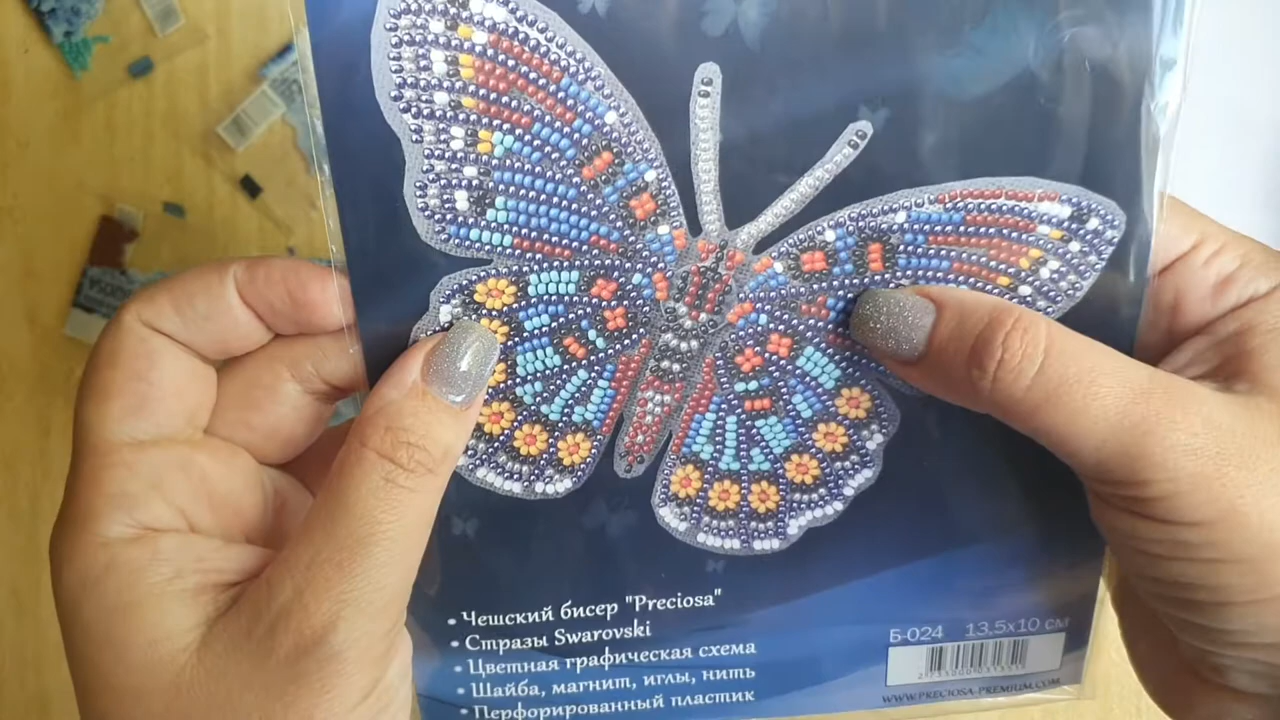 • Чешский бисер "Preciosa"
• Стразы Swarovski
• Цветная графическая схема
• Шайба, магнит, иглы, нить
• Перфорированный пластик
Б-024 13,5х10 см
WWW.PRECIOSA-PREMIUM.COM